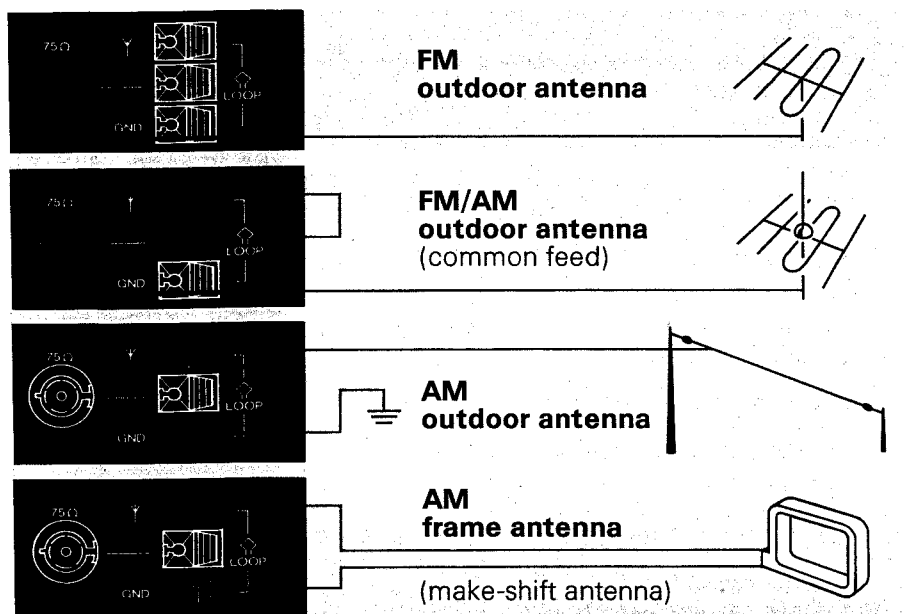 75Ω
LOOP
GND
FM
outdoor antenna
75Ω
LOOP
GND
FM/AM
outdoor antenna
(common feed)
75Ω
LOOP
GND
AM
outdoor antenna
75Ω
LOOP
GND
AM
frame antenna
(make-shift antenna)